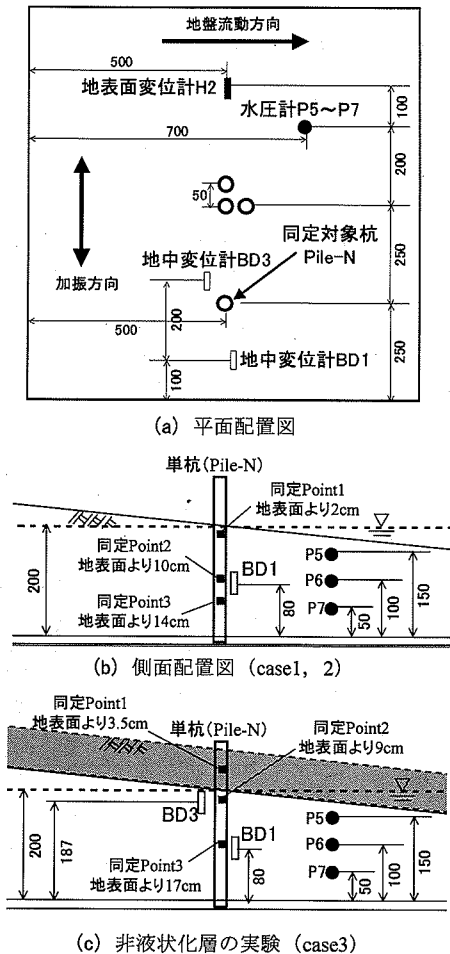 地盤流動方向
500
地表面変位計H2
水圧計P5～P7
700
100
200
50
同定対象杭
Pile-N
地中変位計BD3
加振方向
250
500
200
地中変位計BD1
100
250
(a) 平面配置図
単杭(Pile-N)
同定Point1
地表面より2cm
同定Point2
地表面より10cm
BD1
同定Point3
地表面より14cm
200
80
P5
P6
P7
50
100
150
(b) 側面配置図 (case1, 2)
同定Point1
地表面より3.5cm
単杭(Pile-N)
同定Point2
地表面より9cm
BD3
BD1
200
187
同定Point3
地表面より17cm
80
P5
P6
P7
50
100
150
(c) 非液状化層の実験 (case3)